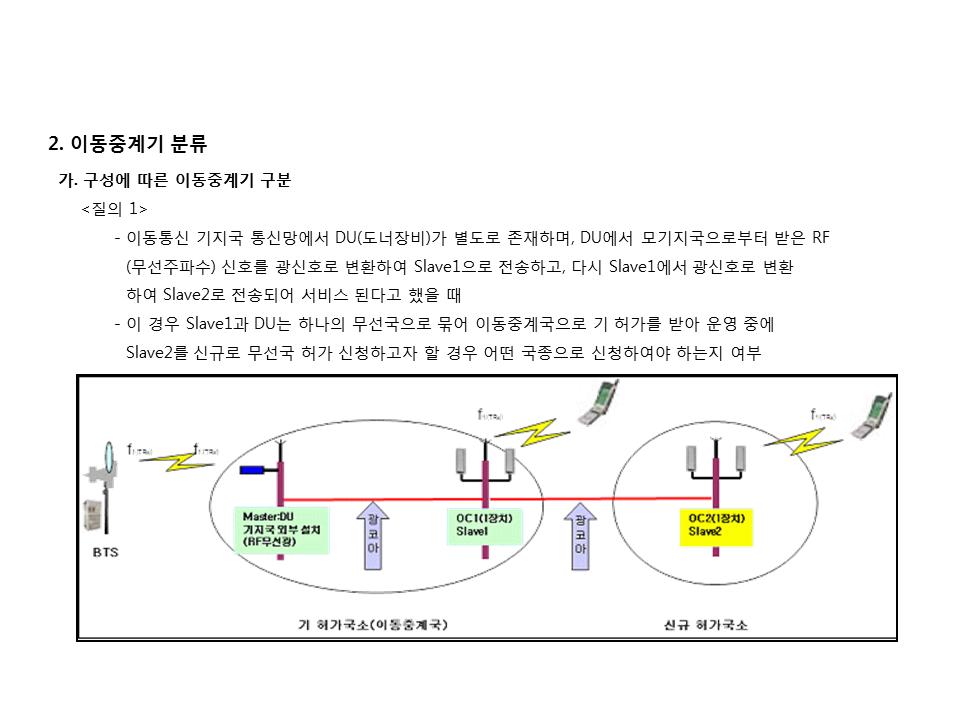 2. 이동중계기 분류
가. 구성에 따른 이동중계기 구분
<질의 1>
- 이동통신 기지국 통신망에서 DU(도너장비)가 별도로 존재하며, DU에서 모기지국으로부터 받은 RF
(무선주파수) 신호를 광신호로 변환하여 Slave1으로 전송하고, 다시 Slave1에서 광신호로 변환
하여 Slave2로 전송되어 서비스 된다고 했을 때
- 이 경우 Slave1과 DU는 하나의 무선국으로 묶어 이동중계국으로 기 허가를 받아 운영 중에
Slave2를 신규로 무선국 허가 신청하고자 할 경우 어떤 국종으로 신청하여야 하는지 여부
BTS
Master:DU
기지국 외부 설치
(RF무선광)
광코아
OC1(1장치)
Slave1
광코아
OC2(1장치)
Slave2
기 허가국소(이동중계국)
신규 허가국소